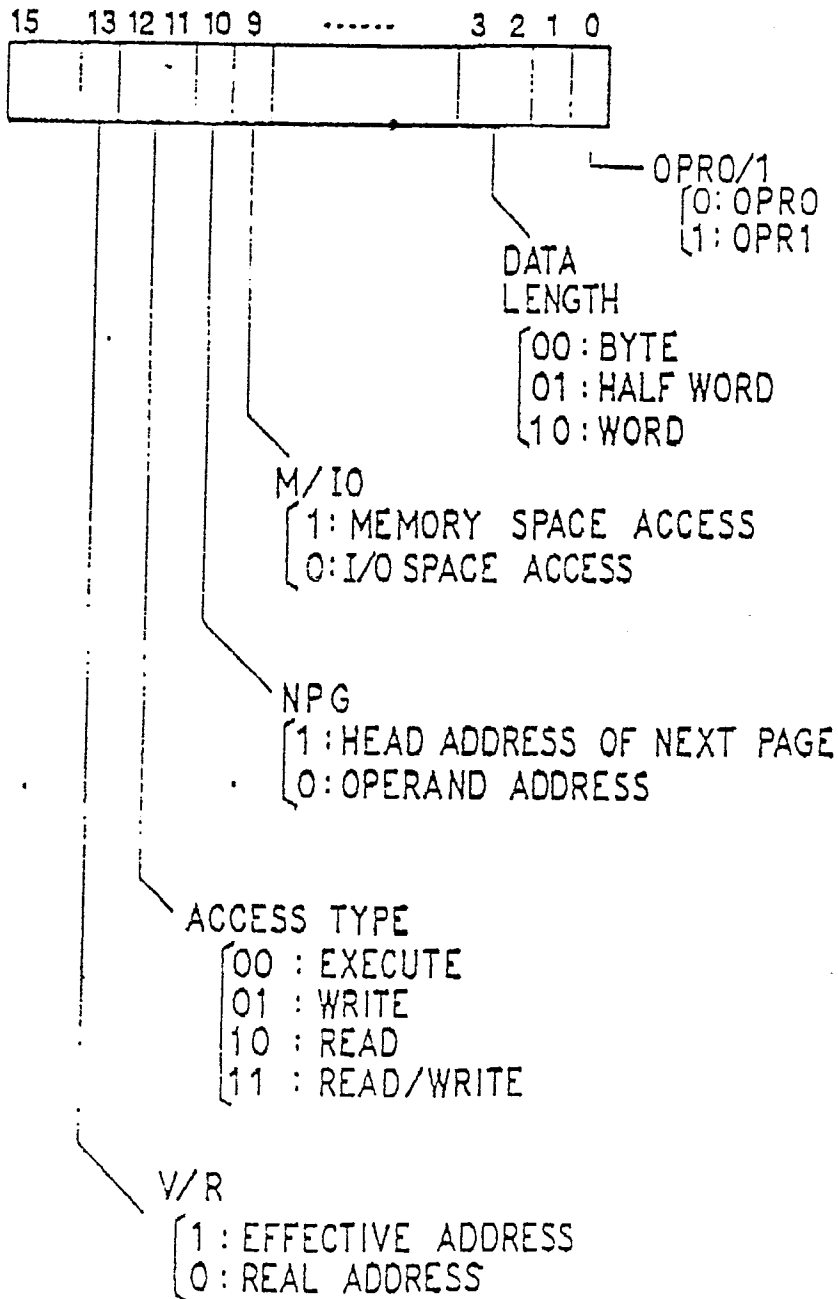 15 13 12 11 10 9 ...... 3 2 1 0
OPR0/1
0: OPR0
1: OPR1
DATA
LENGTH
00: BYTE
01: HALF WORD
10: WORD
M/IO
1: MEMORY SPACE ACCESS
0: I/O SPACE ACCESS
NPG
1: HEAD ADDRESS OF NEXT PAGE
0: OPERAND ADDRESS
ACCESS TYPE
00 : EXECUTE
01 : WRITE
10 : READ
11 : READ/WRITE
V/R
1 : EFFECTIVE ADDRESS
0 : REAL ADDRESS